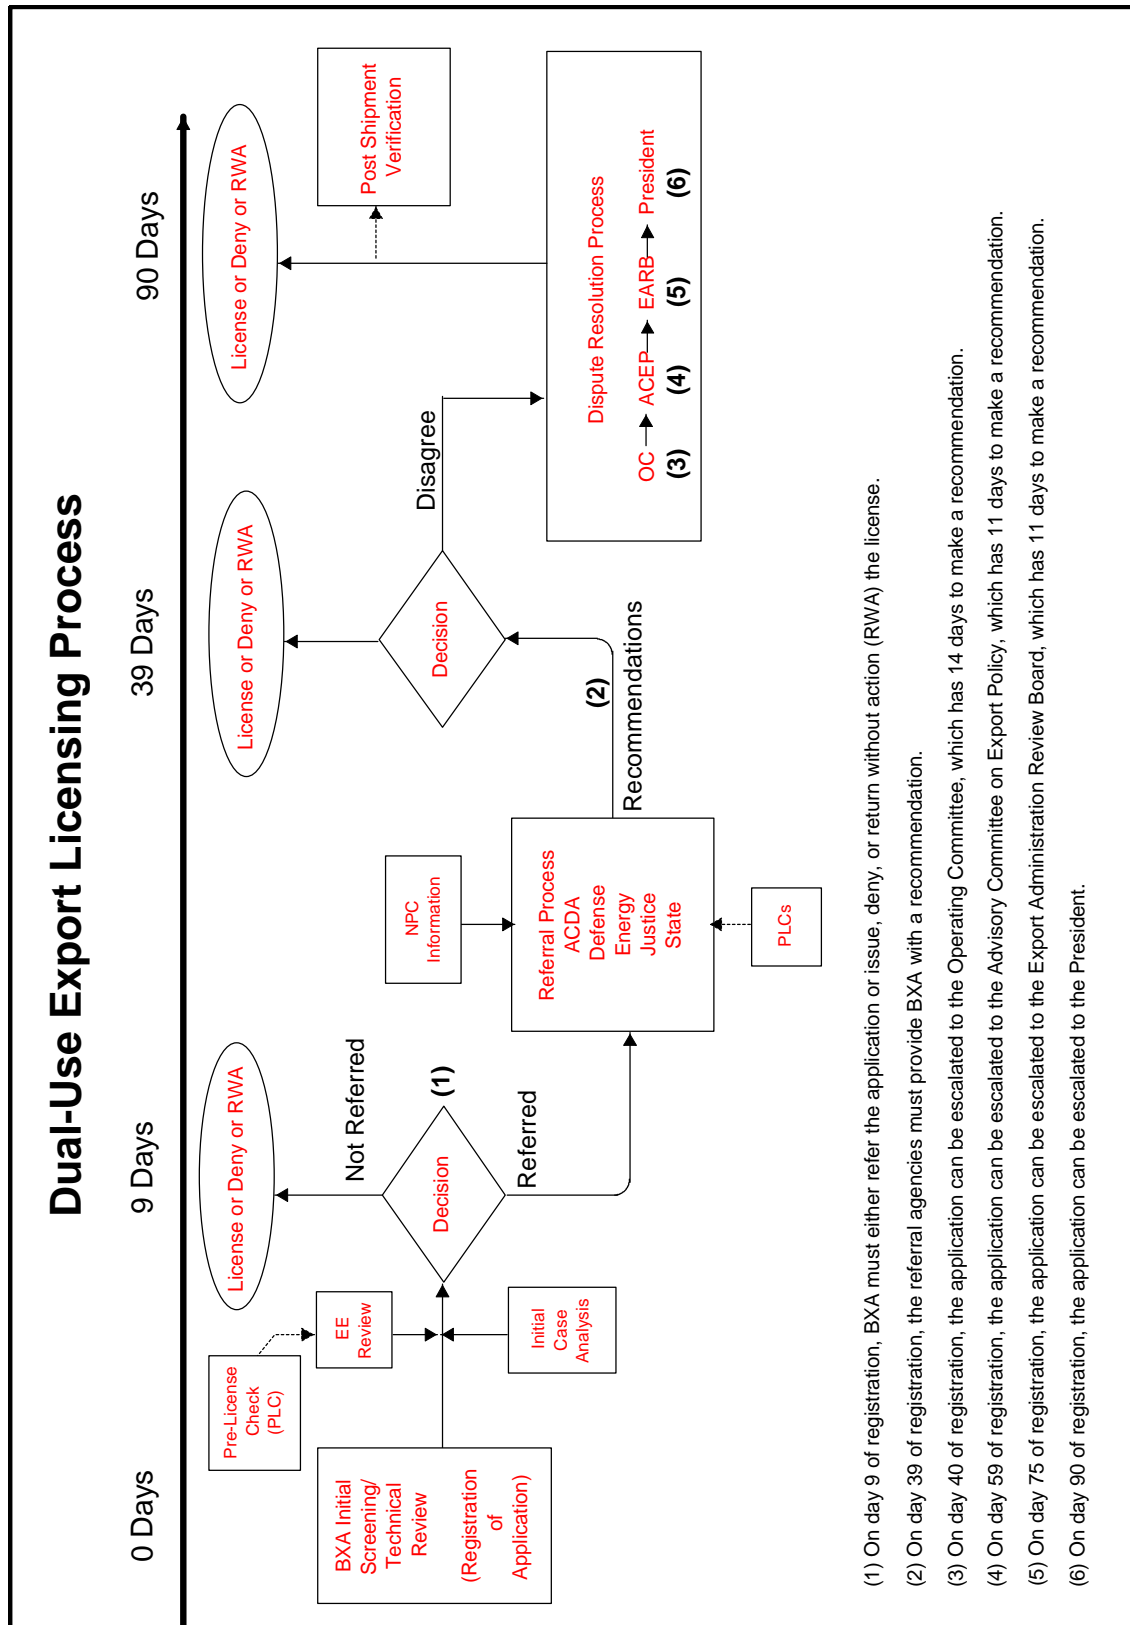 Dual-Use Export Licensing Process
0 Days
9 Days
39 Days
90 Days
License or Deny or RWA
License or Deny or RWA
License or Deny or RWA
Pre-License
Check
(PLC)
EE
Review
BXA Initial
Screening/
Technical
Review
(Registration
of
Application)
Initial
Case
Analysis
Not Referred
Decision
(1)
Referred
NPC
Information
Referral Process
ACDA
Defense
Energy
Justice
State
PLCs
(2)
Recommendations
Decision
Disagree
Post Shipment
Verification
Dispute Resolution Process
OC ACEP EARB President
(3) (4) (5) (6)
(1) On day 9 of registration, BXA must either refer the application or issue, deny, or return without action (RWA) the license.
(2) On day 39 of registration, the referral agencies must provide BXA with a recommendation.
(3) On day 40 of registration, the application can be escalated to the Operating Committee, which has 14 days to make a recommendation.
(4) On day 59 of registration, the application can be escalated to the Advisory Committee on Export Policy, which has 11 days to make a recommendation.
(5) On day 75 of registration, the application can be escalated to the Export Administration Review Board, which has 11 days to make a recommendation.
(6) On day 90 of registration, the application can be escalated to the President.